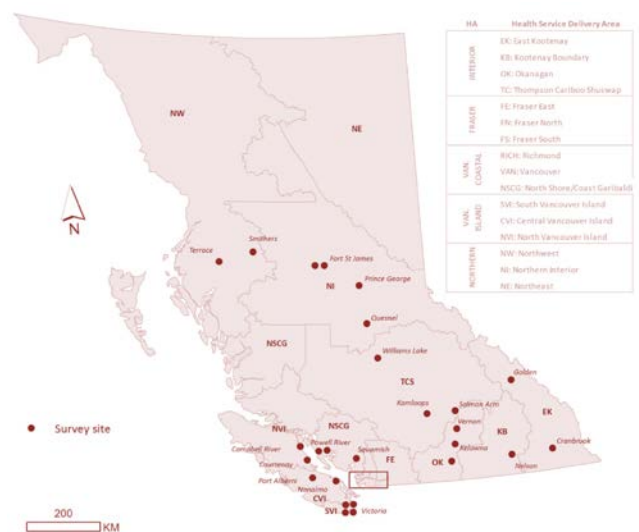 HA Health Service Delivery Area
INTERIOR
EK: East Kootenay
KB: Kootenay Boundary
OK: Okanagan
TC: Thompson Cariboo Shuswap
FRASER
FE: Fraser East
FN: Fraser North
FS: Fraser South
VAN COASTAL
RICH: Richmond
VAN: Vancouver
NSCG: North Shore/Coast Garibaldi
VAN. ISLAND
SVI: South Vancouver Island
CVI: Central Vancouver Island
NVI: North Vancouver Island
NORTHERN
NW: Northwest
NI: Northern Interior
NE: Northeast
NW
NE
N
Smithers
Terrace
Fort St James
NI
Prince George
Quesnel
NSCG
Williams Lake
TCS
Golden
Kamloops
Salmon Arm
Vernon
EK
KB
Survey site
NVI
NSCG
Powell River
Campbell River
Squamish
FE
OK
Kelowna
Cranbrook
Nelson
Courtenay
Port Alberni
Nanaimo
CVI
SVI
Victoria
200
KM